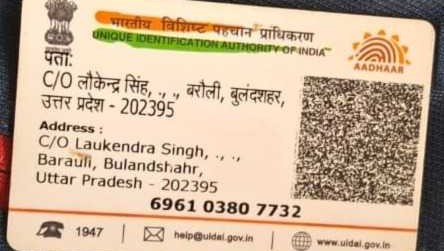 भारतीय विशिष्ट पहचान प्राधिकरण
UNIQUE IDENTIFICATION AUTHORITY OF INDIA
AADHAAR
पता:
C/O लौकेन्द्र सिंह, ., ., बरौली, बुलंदशहर,
उत्तर प्रदेश - 202395
Address :
C/O Laukendra Singh, ., .,
Barauli, Bulandshahr,
Uttar Pradesh - 202395
6961 0380 7732
1947
help@uidai.gov.in
www.uidai.gov.in